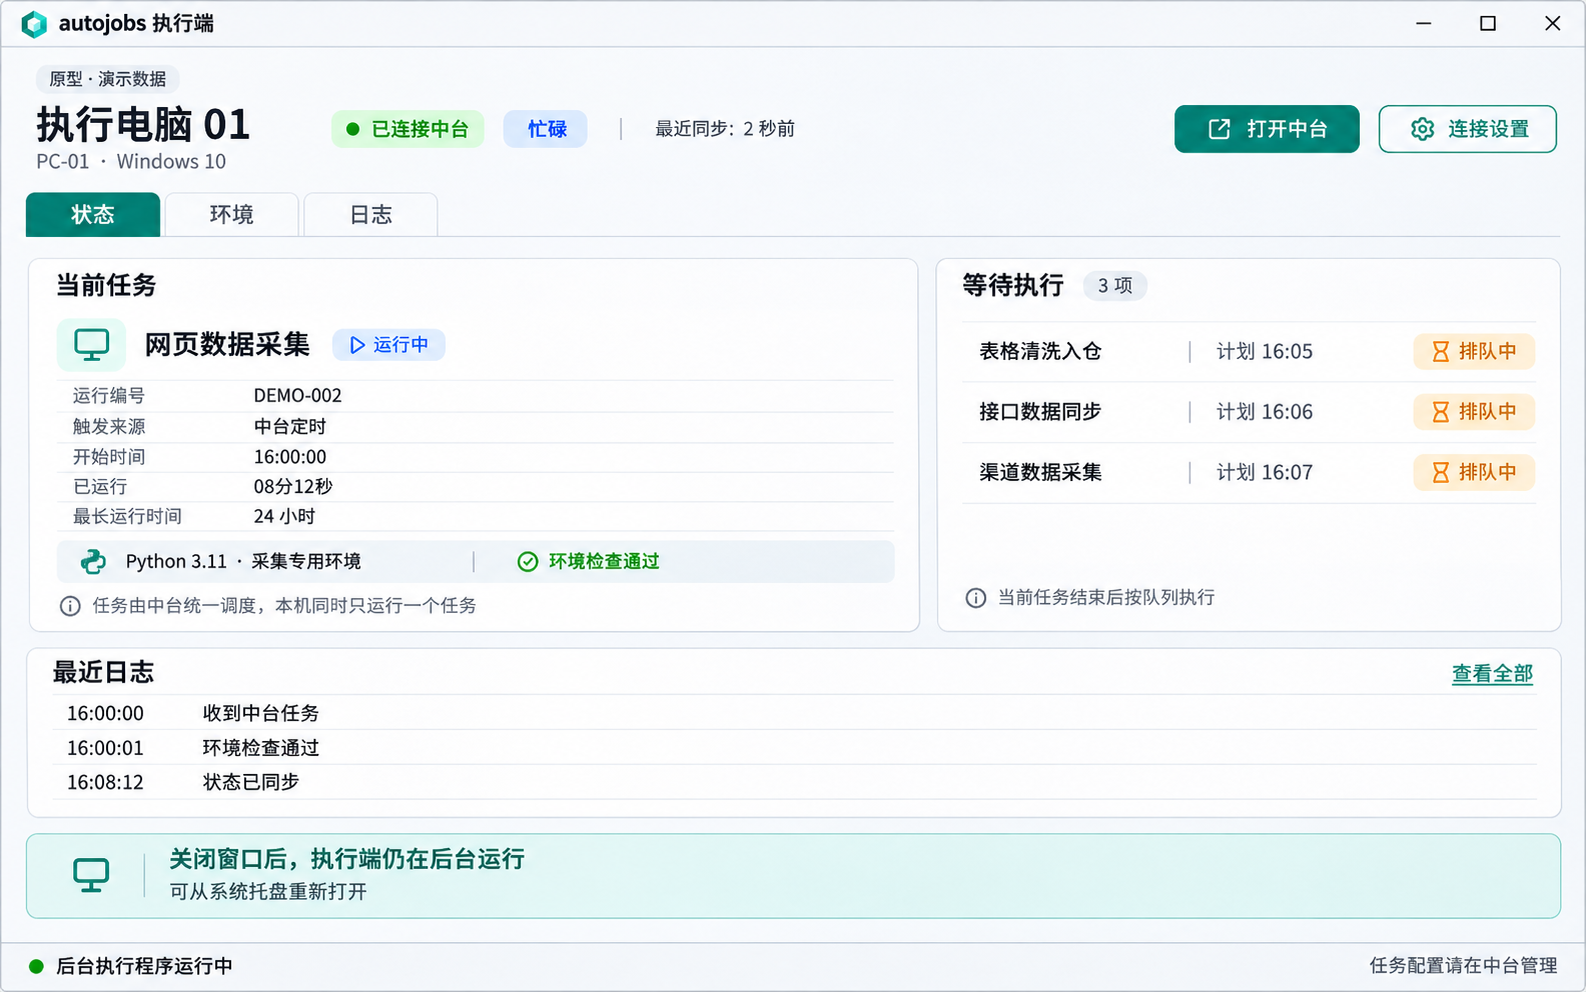 autojobs 执行端
原型 · 演示数据
执行电脑 01
已连接中台
忙碌
最近同步：2 秒前
打开中台
连接设置
PC-01 · Windows 10
状态
环境
日志
当前任务
网页数据采集
运行中
运行编号 DEMO-002
触发来源 中台定时
开始时间 16:00:00
已运行 08分12秒
最长运行时间 24 小时
Python 3.11 · 采集专用环境
环境检查通过
任务由中台统一调度，本机同时只运行一个任务
等待执行
3 项
表格清洗入仓 计划 16:05 排队中
接口数据同步 计划 16:06 排队中
渠道数据采集 计划 16:07 排队中
当前任务结束后按队列执行
最近日志
查看全部
16:00:00 收到中台任务
16:00:01 环境检查通过
16:08:12 状态已同步
关闭窗口后，执行端仍在后台运行
可从系统托盘重新打开
后台执行程序运行中
任务配置请在中台管理